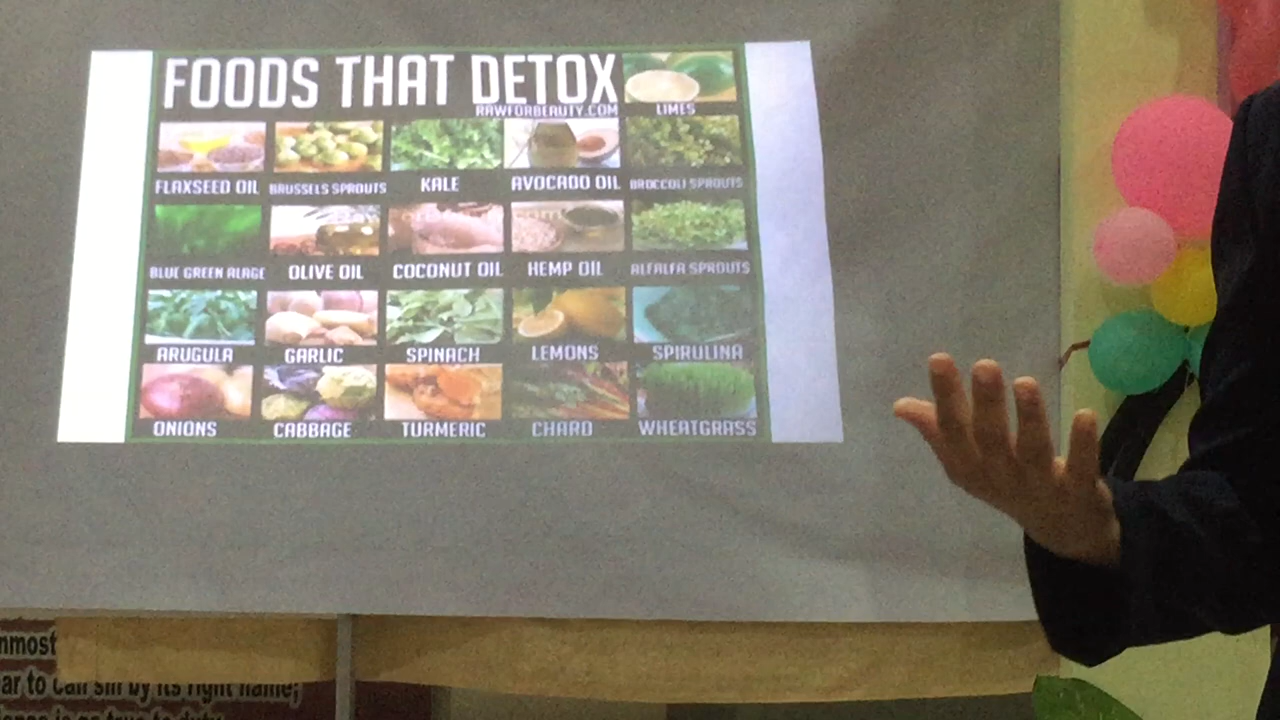 FOODS THAT DETOX
RAWFORBEAUTY.COM
LIMES
FLAXSEED OIL
BRUSSELS SPROUTS
KALE
AVOCADO OIL
BROCCOLI SPROUTS
BLUE GREEN ALAGE
OLIVE OIL
COCONUT OIL
HEMP OIL
ALFALFA SPROUTS
ARUGULA
GARLIC
SPINACH
LEMONS
SPIRULINA
ONIONS
CABBAGE
TURMERIC
CHARD
WHEATGRASS
nmost
ar to call sin by its right name;